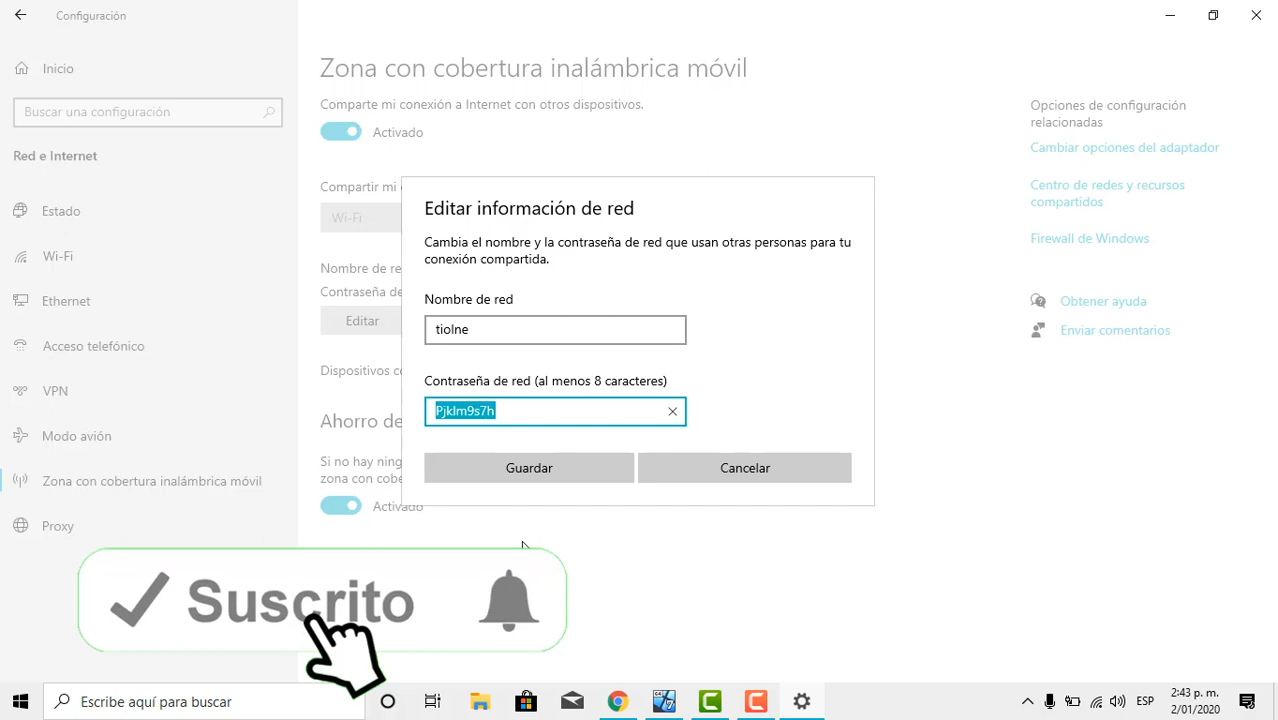 Configuración
Inicio
Buscar una configuración
Red e Internet
Estado
Wi-Fi
Ethernet
Acceso telefónico
VPN
Modo avión
Zona con cobertura inalámbrica móvil
Proxy
Zona con cobertura inalámbrica móvil
Comparte mi conexión a Internet con otros dispositivos.
Activado
Compartir mi
Wi-Fi
Nombre de re
Contraseña de
Editar
Dispositivos co
Ahorro de
Si no hay ning
zona con cobe
Activado
Editar información de red
Cambia el nombre y la contraseña de red que usan otras personas para tu
conexión compartida.
Nombre de red
tiolne
Contraseña de red (al menos 8 caracteres)
Pjklm9s7h
Guardar
Cancelar
Opciones de configuración
relacionadas
Cambiar opciones del adaptador
Centro de redes y recursos
compartidos
Firewall de Windows
Obtener ayuda
Enviar comentarios
Suscrito
Escribe aquí para buscar
ESP
2:43 p. m.
2/01/2020